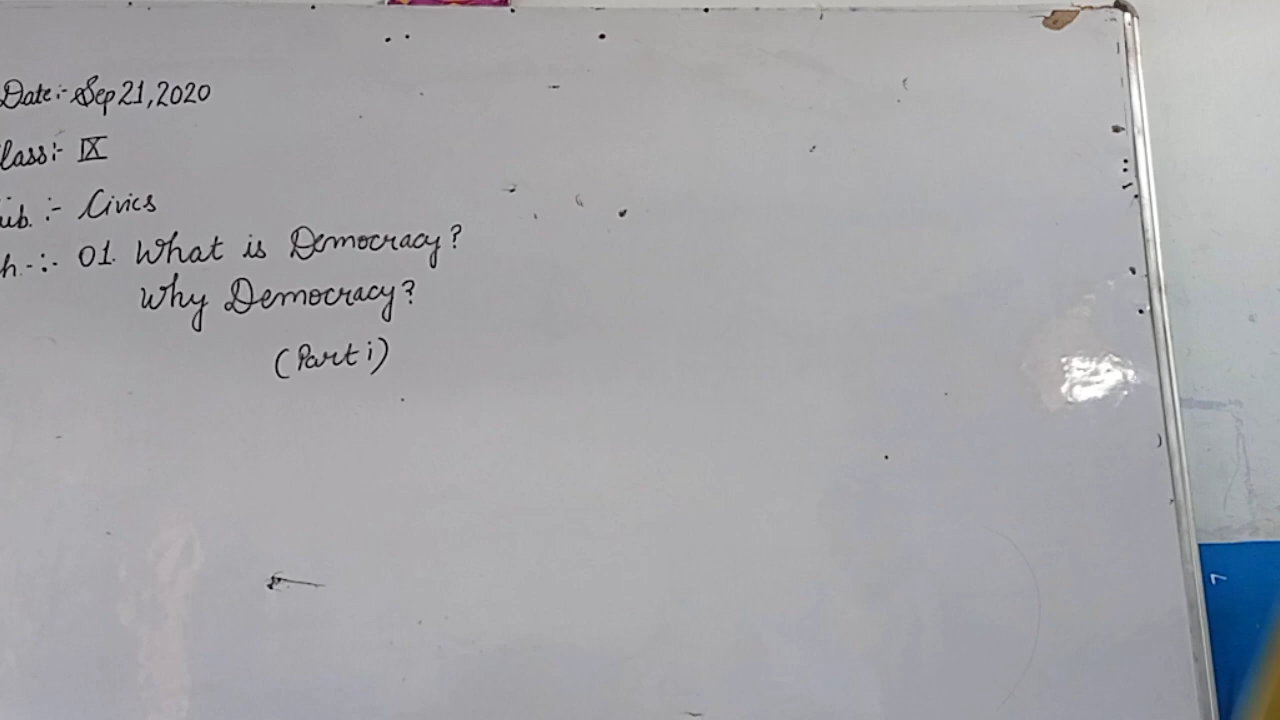 Date:- Sep 21, 2020
lass:- IX
ub. :- Civics
h.-:- 01. What is Democracy?
Why Democracy?
(Part i)